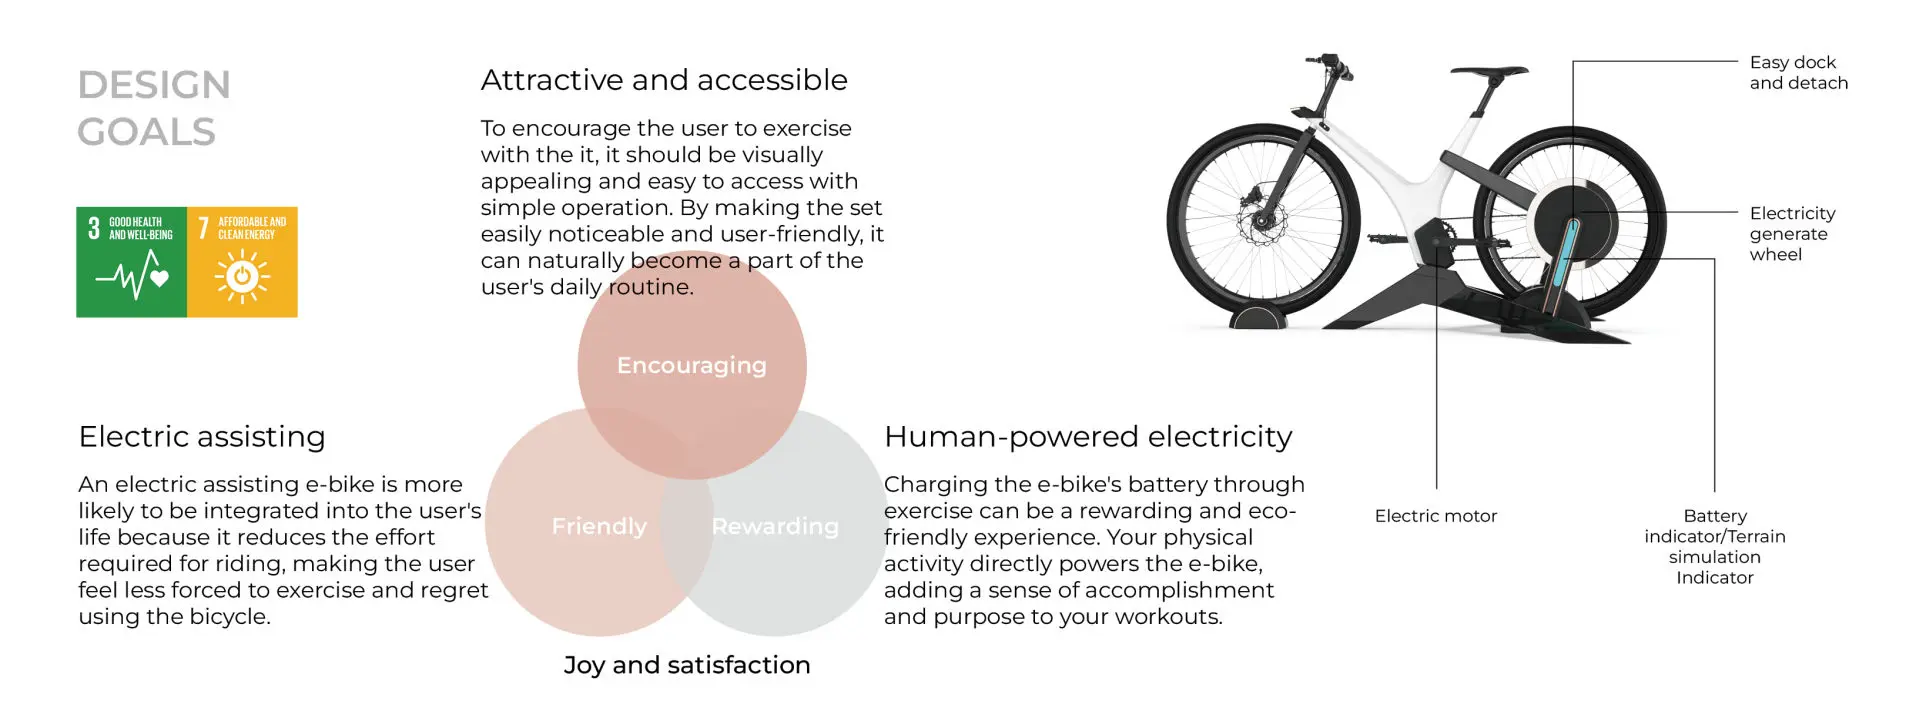 DESIGN
GOALS
3 GOOD HEALTH
AND WELL-BEING
7 AFFORDABLE AND
CLEAN ENERGY
Attractive and accessible
To encourage the user to exercise
with the it, it should be visually
appealing and easy to access with
simple operation. By making the set
easily noticeable and user-friendly, it
can naturally become a part of the
user's daily routine.
Encouraging
Friendly
Rewarding
Electric assisting
An electric assisting e-bike is more
likely to be integrated into the user's
life because it reduces the effort
required for riding, making the user
feel less forced to exercise and regret
using the bicycle.
Human-powered electricity
Charging the e-bike's battery through
exercise can be a rewarding and eco-
friendly experience. Your physical
activity directly powers the e-bike,
adding a sense of accomplishment
and purpose to your workouts.
Joy and satisfaction
Easy dock
and detach
Electricity
generate
wheel
Electric motor
Battery
indicator/Terrain
simulation
Indicator